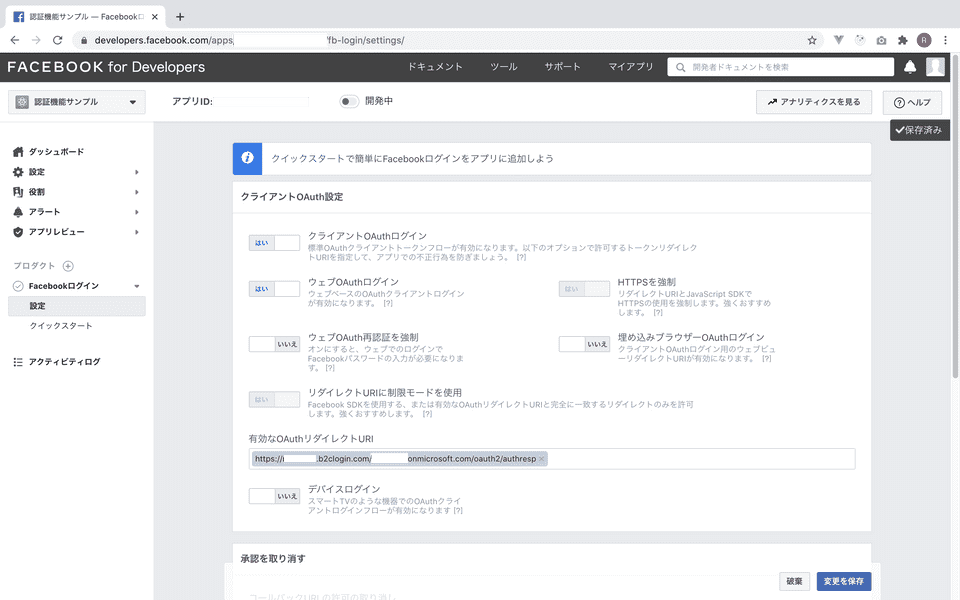 認証機能サンプル — Facebook
developers.facebook.com/apps
/fb-login/settings/
R
FACEBOOK for Developers
ドキュメント
ツール
サポート
マイアプリ
開発者ドキュメントを検索
認証機能サンプル
アプリID:
開発中
アナリティクスを見る
ヘルプ
保存済み
ダッシュボード
設定
役割
アラート
アプリレビュー
プロダクト
Facebookログイン
設定
クイックスタート
アクティビティログ
クイックスタートで簡単にFacebookログインをアプリに追加しよう
クライアントOAuth設定
はい
クライアントOAuthログイン
標準OAuthクライアントトークンフローが有効になります。以下のオプションで許可するトークンリダイレク
トURIを指定して、アプリでの不正行為を防ぎましょう。 [?]
はい
ウェブOAuthログイン
ウェブベースのOAuthクライアントログイン
が有効になります。 [?]
はい
HTTPSを強制
リダイレクトURIとJavaScript SDKで
HTTPSの使用を強制します。強くおすすめ
します。 [?]
いいえ
ウェブOAuth再認証を強制
オンにすると、ウェブでのログインで
Facebookパスワードの入力が必要になりま
す。 [?]
いいえ
埋め込みブラウザーOAuthログイン
クライアントOAuthログイン用のウェブビュ
ーリダイレクトURIが有効になります。 [?]
はい
リダイレクトURIに制限モードを使用
Facebook SDKを使用する、または有効なOAuthリダイレクトURIと完全に一致するリダイレクトのみを許可
します。強くおすすめします。 [?]
有効なOAuthリダイレクトURI
https://
.b2clogin.com/
onmicrosoft.com/oauth2/authresp
いいえ
デバイスログイン
スマートTVのような機器でのOAuthクライ
アントログインフローが有効になります [?]
承認を取り消す
破棄
変更を保存
コールバックURLの許可の取り消し